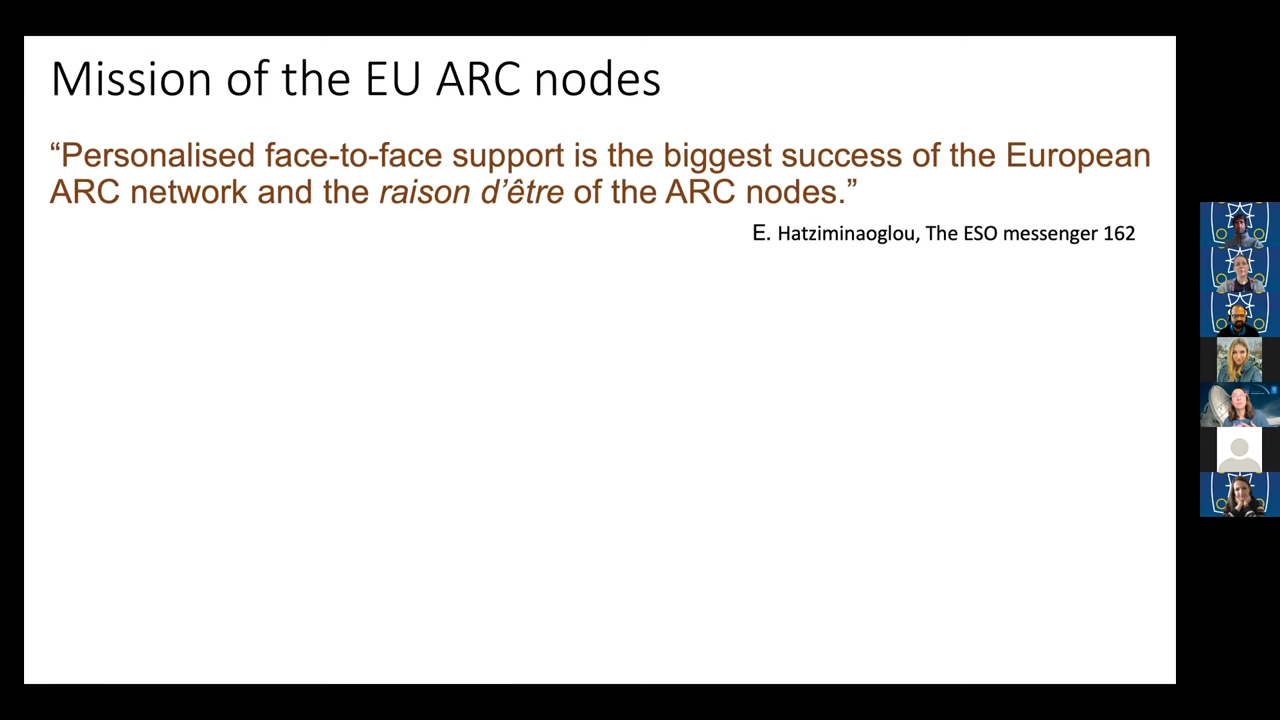 Mission of the EU ARC nodes
“Personalised face-to-face support is the biggest success of the European
ARC network and the raison d’être of the ARC nodes.”
E. Hatziminaoglou, The ESO messenger 162